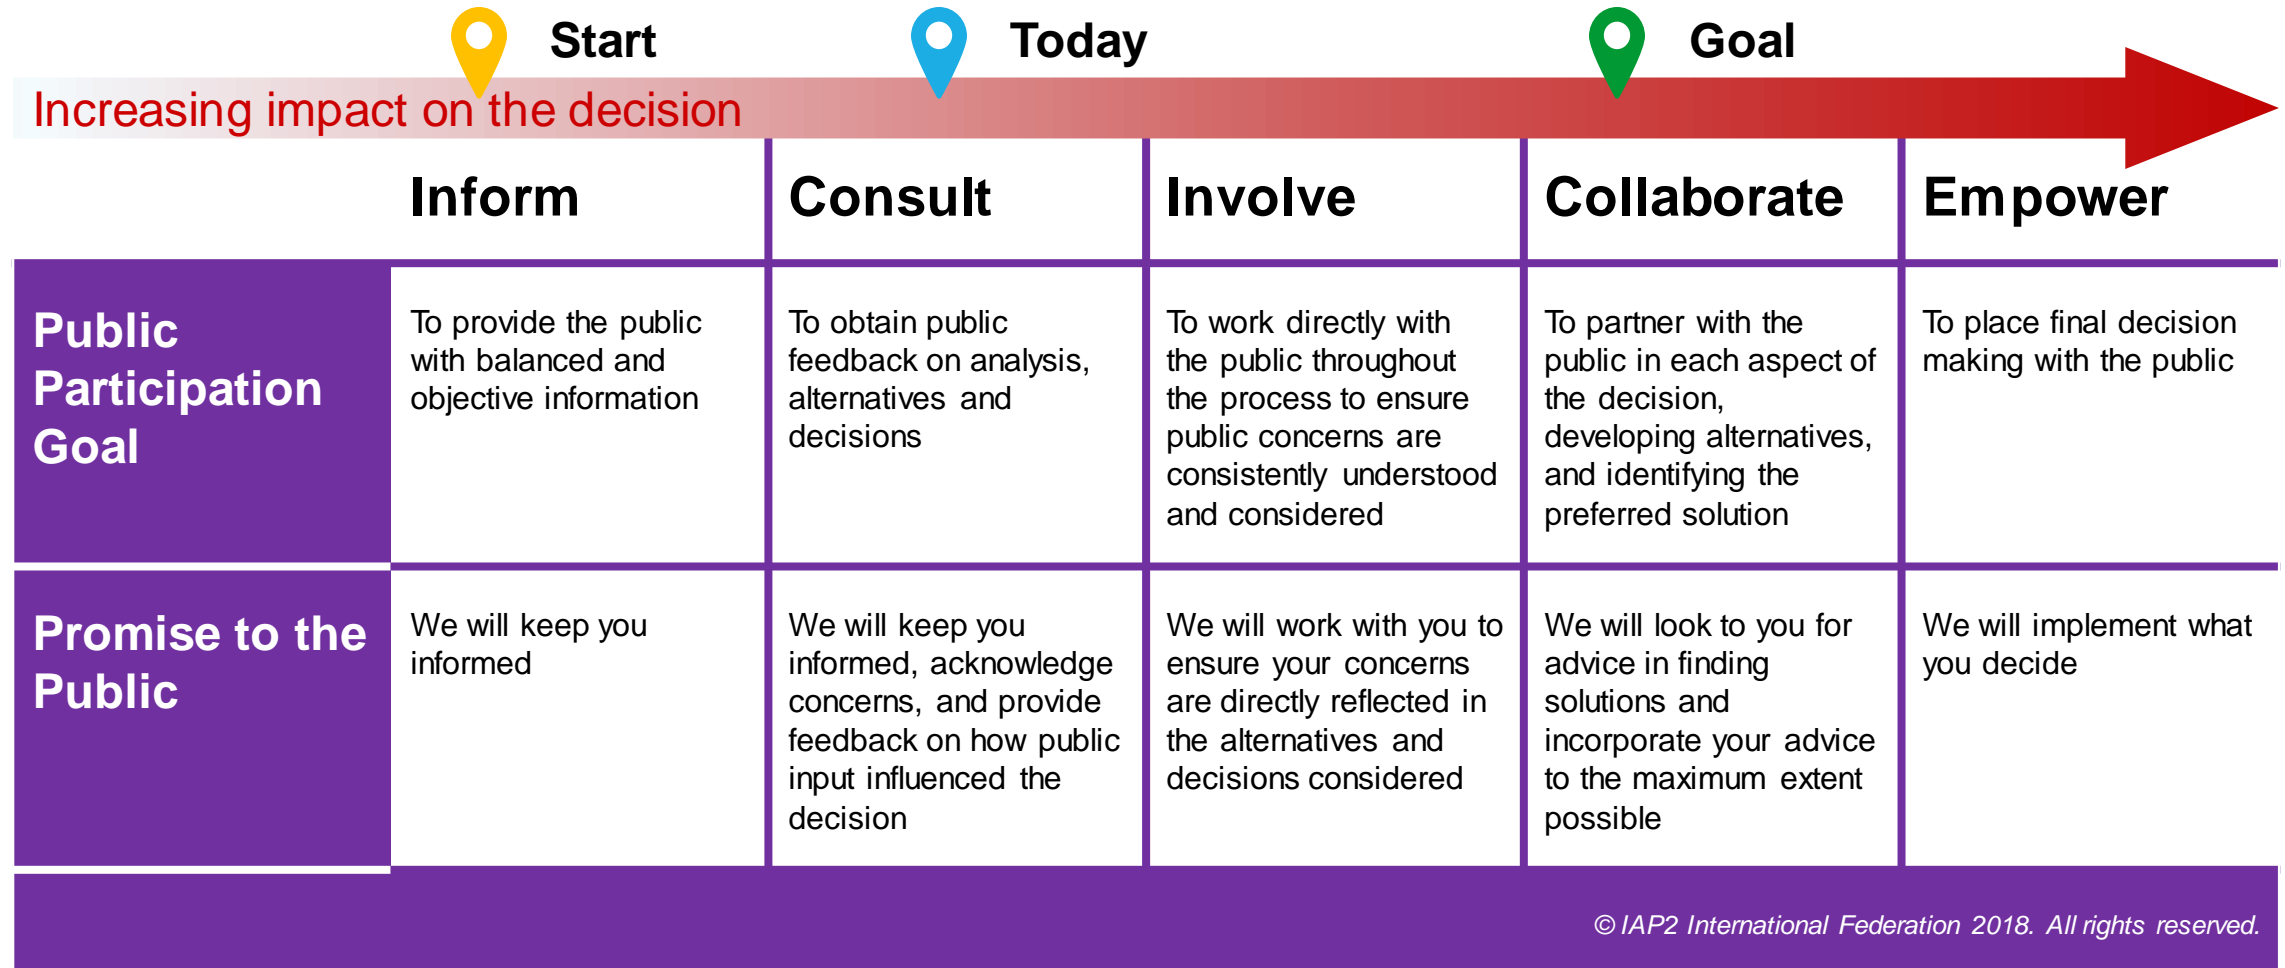 Start
Today
Goal
Increasing impact on the decision
Inform
Consult
Involve
Collaborate
Empower
Public
Participation
Goal
To provide the public
with balanced and
objective information
To obtain public
feedback on analysis,
alternatives and
decisions
To work directly with
the public throughout
the process to ensure
public concerns are
consistently understood
and considered
To partner with the
public in each aspect of
the decision,
developing alternatives,
and identifying the
preferred solution
To place final decision
making with the public
Promise to the
Public
We will keep you
informed
We will keep you
informed, acknowledge
concerns, and provide
feedback on how public
input influenced the
decision
We will work with you to
ensure your concerns
are directly reflected in
the alternatives and
decisions considered
We will look to you for
advice in finding
solutions and
incorporate your advice
to the maximum extent
possible
We will implement what
you decide
© IAP2 International Federation 2018. All rights reserved.